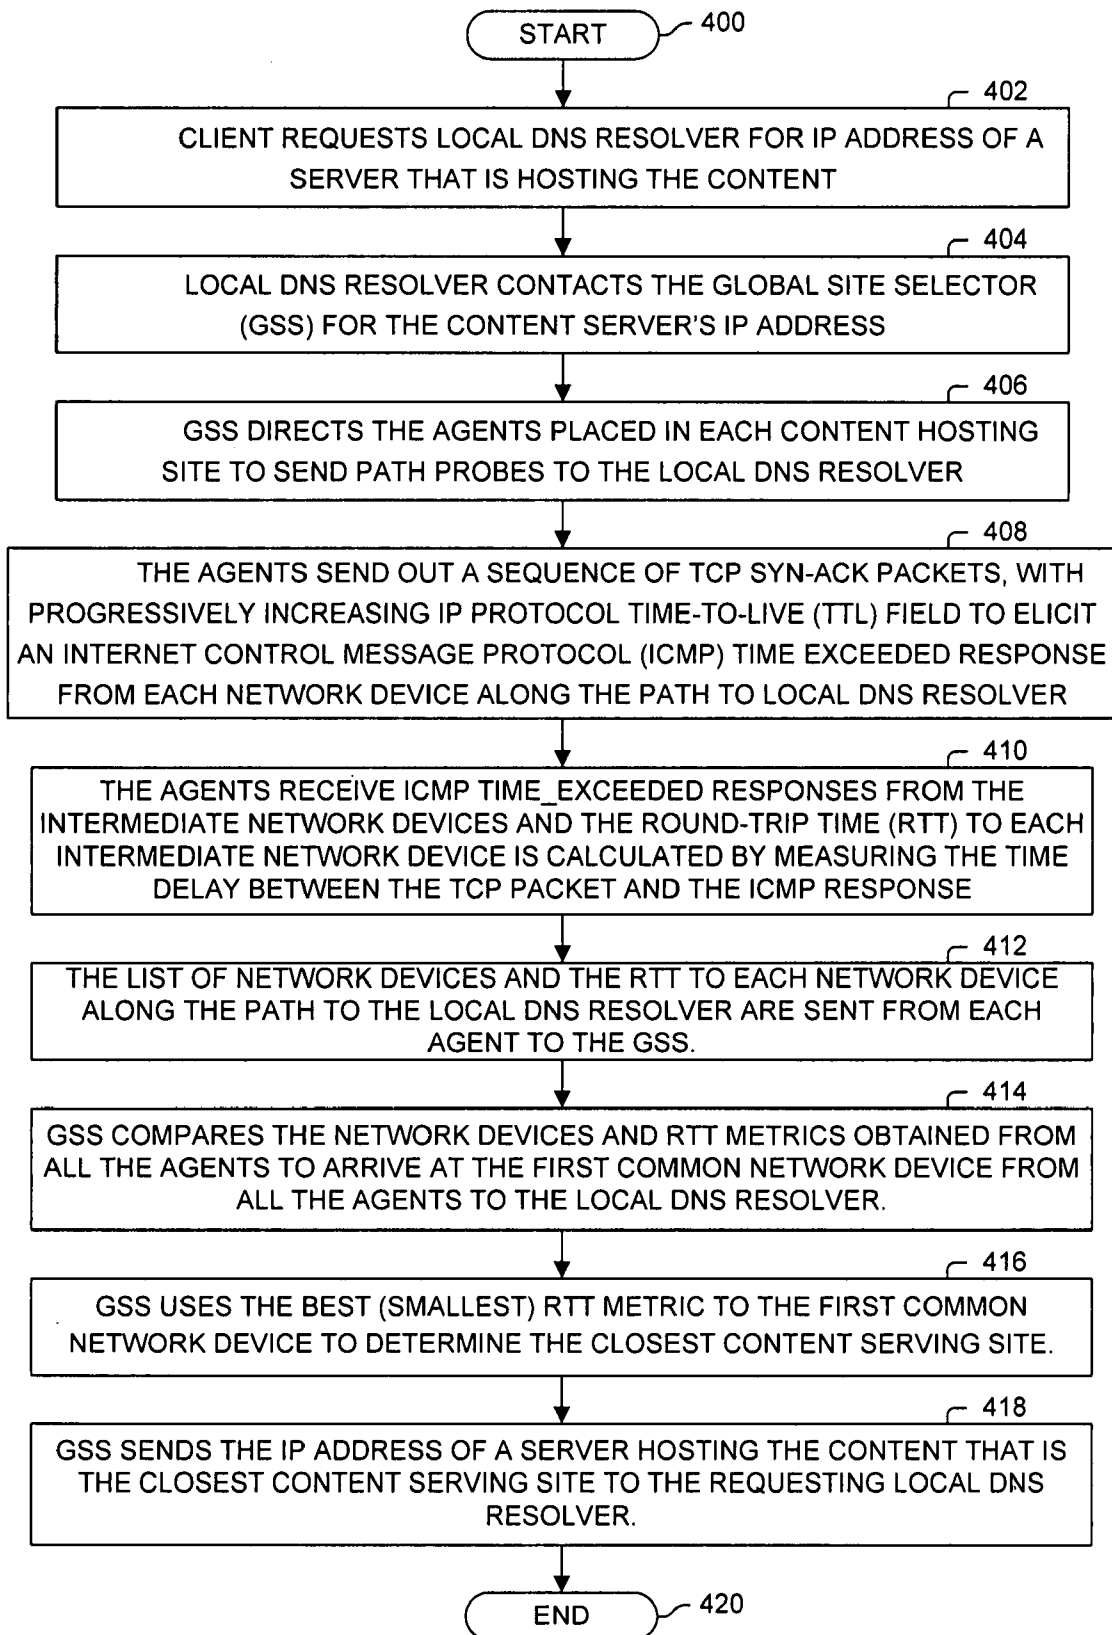 START
400
402
CLIENT REQUESTS LOCAL DNS RESOLVER FOR IP ADDRESS OF A
SERVER THAT IS HOSTING THE CONTENT
404
LOCAL DNS RESOLVER CONTACTS THE GLOBAL SITE SELECTOR
(GSS) FOR THE CONTENT SERVER'S IP ADDRESS
406
GSS DIRECTS THE AGENTS PLACED IN EACH CONTENT HOSTING
SITE TO SEND PATH PROBES TO THE LOCAL DNS RESOLVER
408
THE AGENTS SEND OUT A SEQUENCE OF TCP SYN-ACK PACKETS, WITH
PROGRESSIVELY INCREASING IP PROTOCOL TIME-TO-LIVE (TTL) FIELD TO ELICIT
AN INTERNET CONTROL MESSAGE PROTOCOL (ICMP) TIME EXCEEDED RESPONSE
FROM EACH NETWORK DEVICE ALONG THE PATH TO LOCAL DNS RESOLVER
410
THE AGENTS RECEIVE ICMP TIME_EXCEEDED RESPONSES FROM THE
INTERMEDIATE NETWORK DEVICES AND THE ROUND-TRIP TIME (RTT) TO EACH
INTERMEDIATE NETWORK DEVICE IS CALCULATED BY MEASURING THE TIME
DELAY BETWEEN THE TCP PACKET AND THE ICMP RESPONSE
412
THE LIST OF NETWORK DEVICES AND THE RTT TO EACH NETWORK DEVICE
ALONG THE PATH TO THE LOCAL DNS RESOLVER ARE SENT FROM EACH
AGENT TO THE GSS.
414
GSS COMPARES THE NETWORK DEVICES AND RTT METRICS OBTAINED FROM
ALL THE AGENTS TO ARRIVE AT THE FIRST COMMON NETWORK DEVICE FROM
ALL THE AGENTS TO THE LOCAL DNS RESOLVER.
416
GSS USES THE BEST (SMALLEST) RTT METRIC TO THE FIRST COMMON
NETWORK DEVICE TO DETERMINE THE CLOSEST CONTENT SERVING SITE.
418
GSS SENDS THE IP ADDRESS OF A SERVER HOSTING THE CONTENT THAT IS
THE CLOSEST CONTENT SERVING SITE TO THE REQUESTING LOCAL DNS
RESOLVER.
END
420